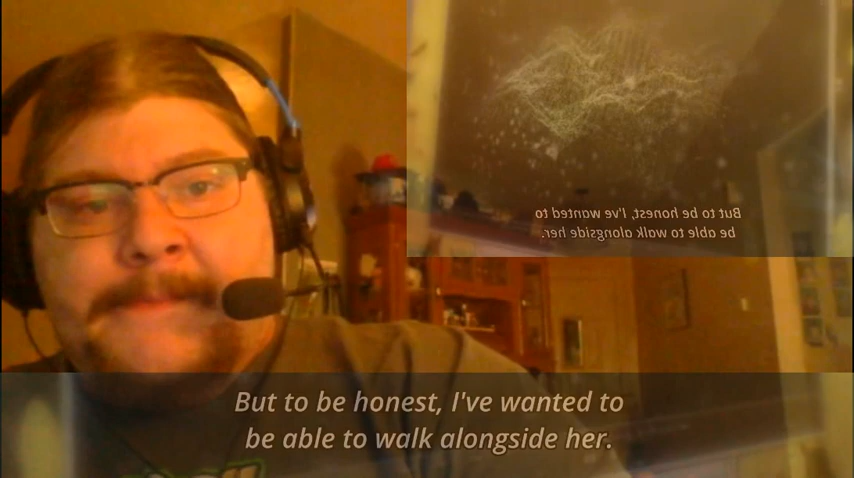 But to be honest, I've wanted to
be able to walk alongside her.
But to be honest, I've wanted to
be able to walk alongside her.